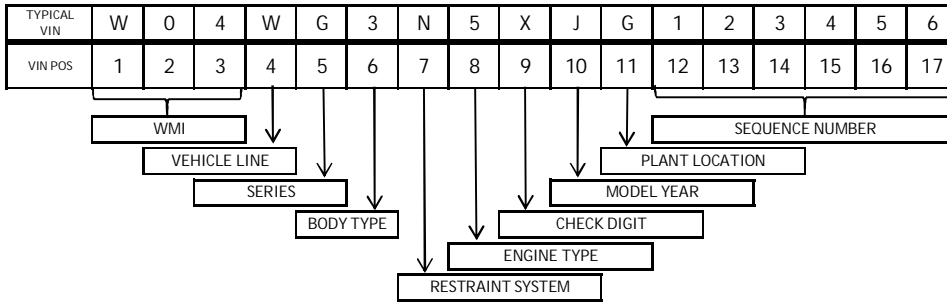 TYPICAL VIN W 0 4 W G 3 N 5 X J G 1 2 3 4 5 6
VIN POS 1 2 3 4 5 6 7 8 9 10 11 12 13 14 15 16 17
WMI SEQUENCE NUMBER
VEHICLE LINE PLANT LOCATION
SERIES MODEL YEAR
BODY TYPE CHECK DIGIT
ENGINE TYPE
RESTRAINT SYSTEM